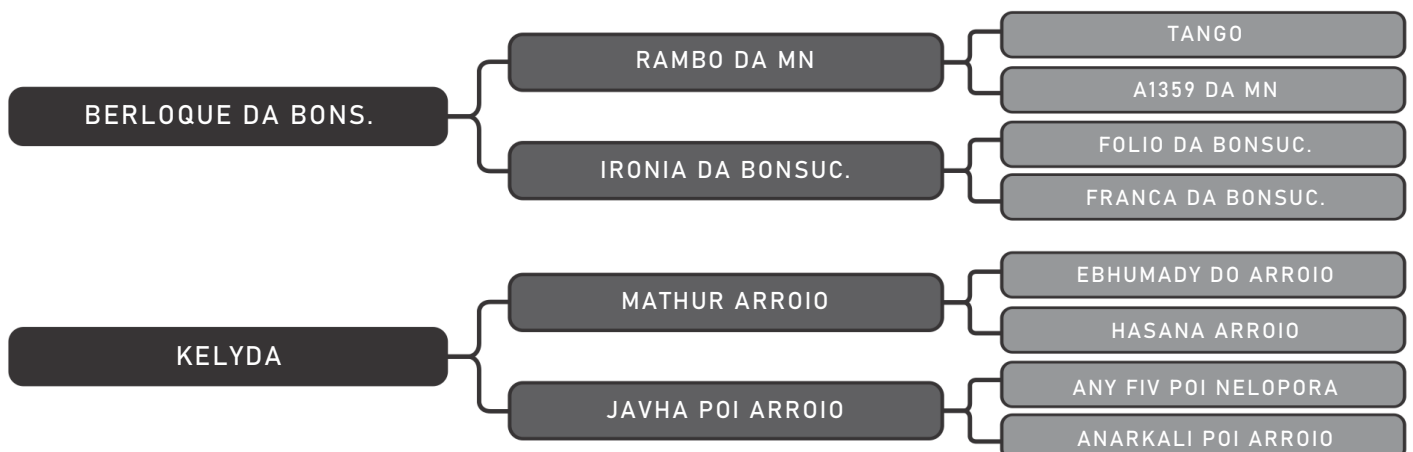 BERLOQUE DA BONS.
RAMBO DA MN
TANGO
A1359 DA MN
IRONIA DA BONSUC.
FOLIO DA BONSUC.
FRANCA DA BONSUC.
KELYDA
MATHUR ARROIO
EBHUMADY DO ARROIO
HASANA ARROIO
JAVHA POI ARROIO
ANY FIV POI NELOPORA
ANARKALI POI ARROIO